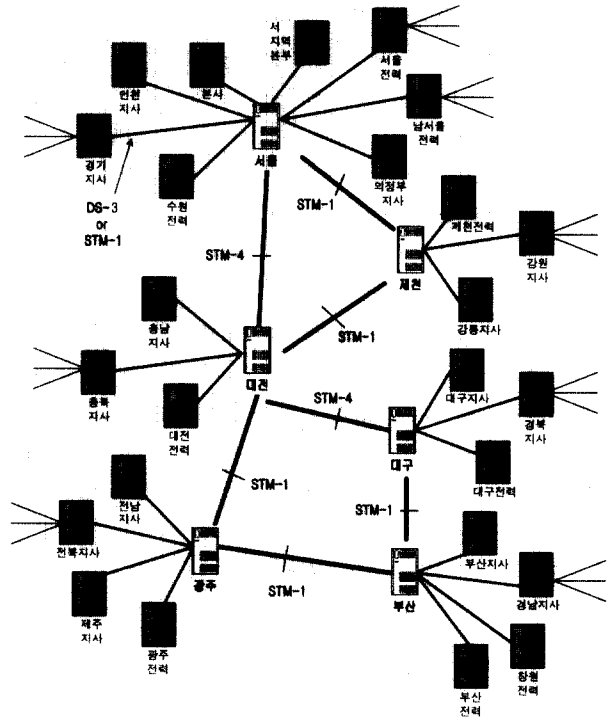 서
지역
본부
서울
전력
인천
지사
본사
남서울
전력
서울
경기
지사
의정부
지사
수원
전력
DS-3
or
STM-1
STM-1
제천전력
STM-4
강원
지사
제천
강릉지사
충남
지사
STM-1
대전
대구지사
충북
지사
STM-4
경북
지사
대전
전력
대구
대구전력
STM-1
전남
지사
STM-1
전북지사
부산지사
광주
STM-1
부산
경남지사
제주
지사
광주
전력
창원
전력
부산
전력